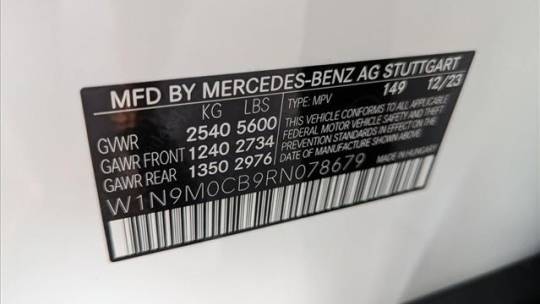 MFD BY MERCEDES-BENZ AG STUTTGART
KG LBS
GVWR 2540 5600
GAWR FRONT 1240 2734
GAWR REAR 1350 2976
TYPE: MPV 149 12/23
THIS VEHICLE CONFORMS TO ALL APPLICABLE
FEDERAL MOTOR VEHICLE SAFETY AND THEFT
PREVENTION STANDARDS IN EFFECT ON THE
DATE OF MANUFACTURE SHOWN ABOVE
MADE IN HUNGARY
W1N9M0CB9RN078679